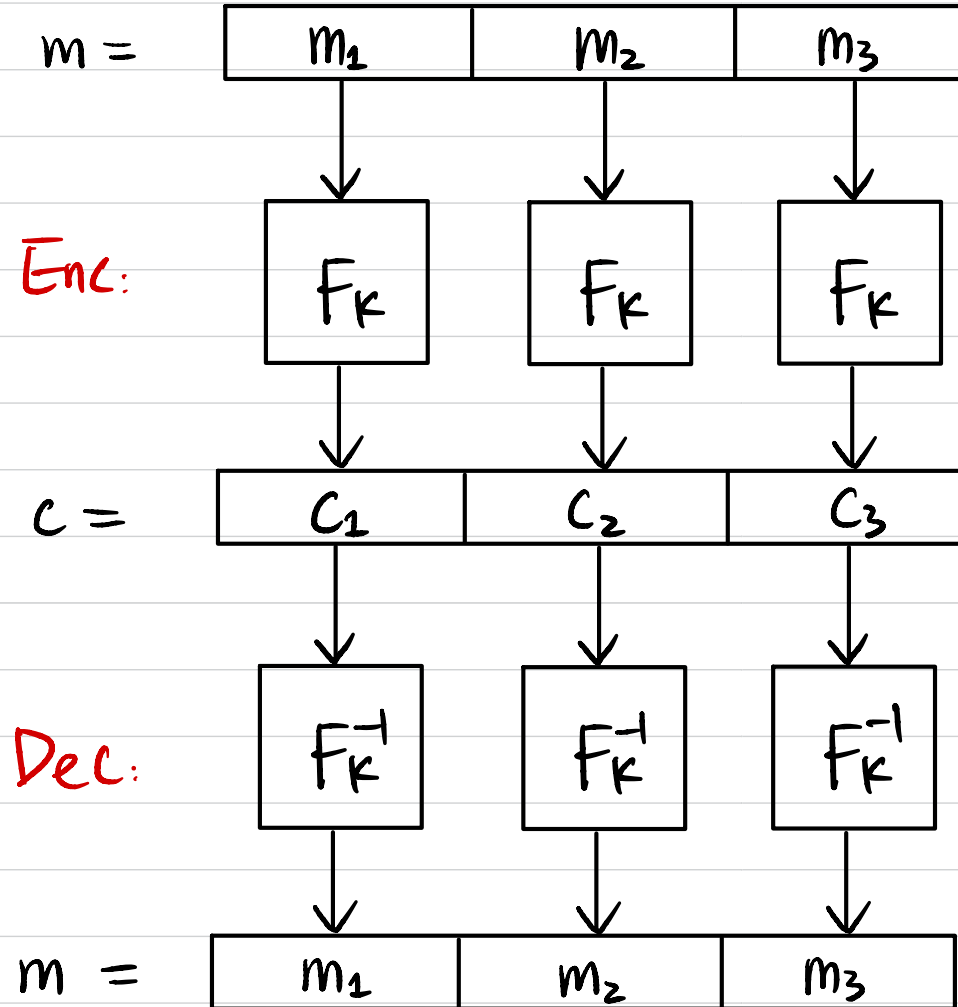 m = m₁ m₂ m₃
Enc: Fₖ Fₖ Fₖ
c = C₁ C₂ C₃
Dec: Fₖ⁻¹ Fₖ⁻¹ Fₖ⁻¹
m = m₁ m₂ m₃